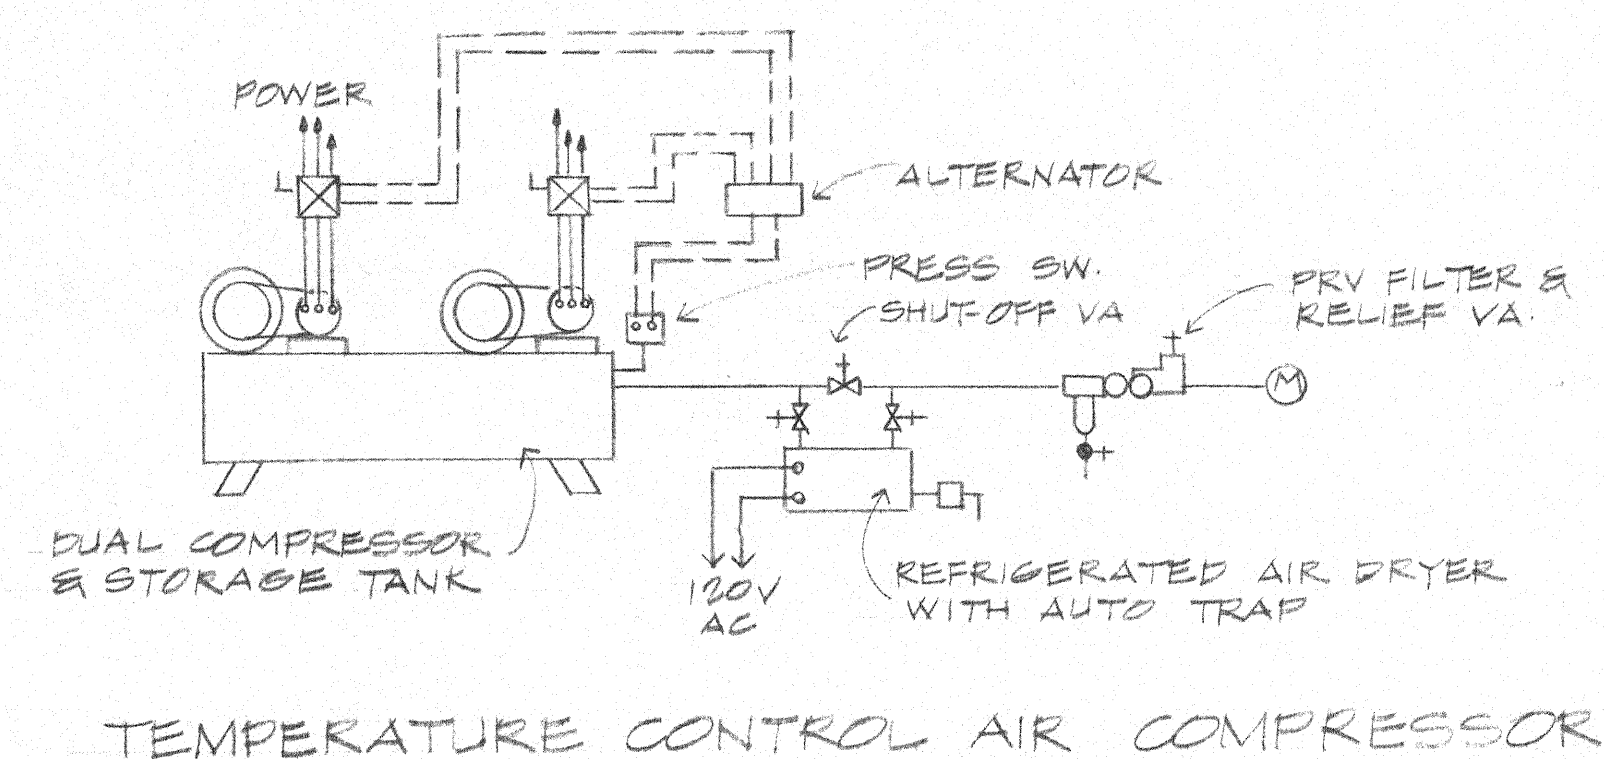 POWER
ALTERNATOR
PRESS SW.
SHUT-OFF VA
PRV FILTER &
RELIEF VA.
M
DUAL COMPRESSOR
& STORAGE TANK
120V
AC
REFRIGERATED AIR DRYER
WITH AUTO TRAP
TEMPERATURE CONTROL AIR COMPRESSOR